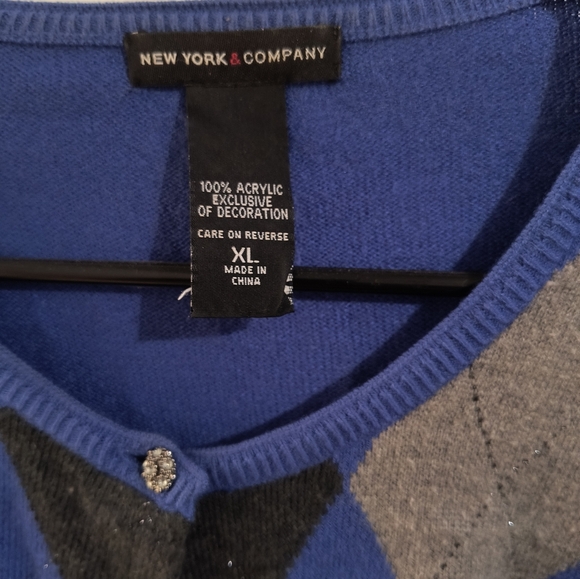 NEW YORK & COMPANY
100% ACRYLIC
EXCLUSIVE
OF DECORATION
CARE ON REVERSE
XL
MADE IN
CHINA